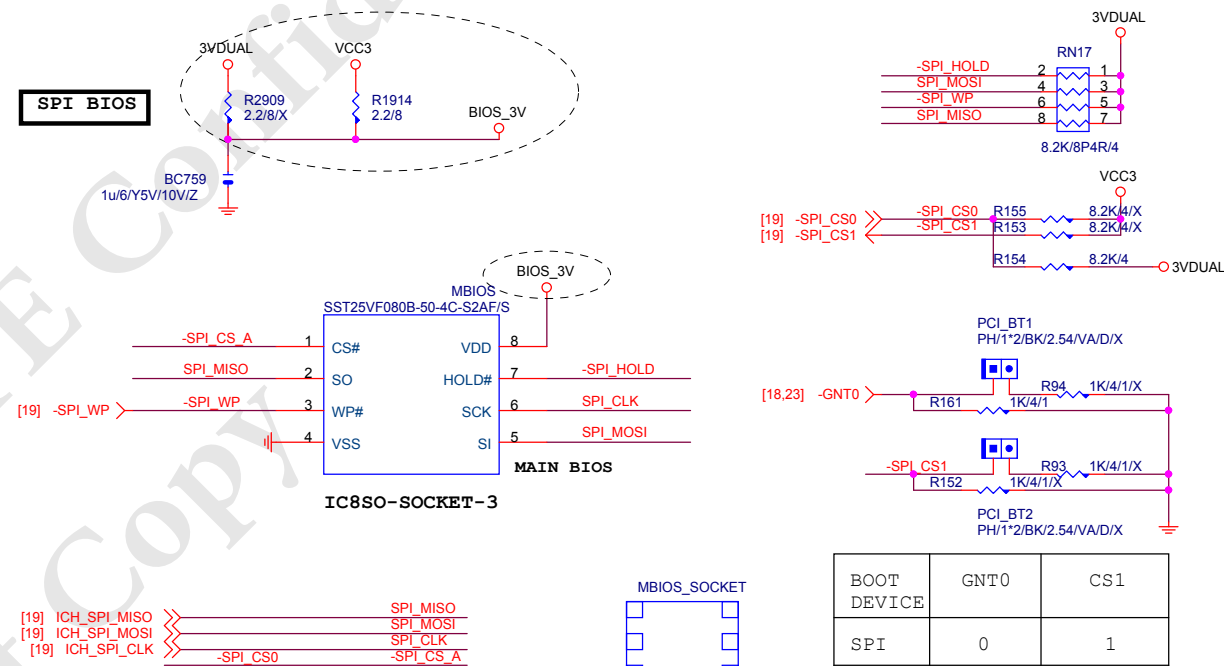 3VDUAL
VCC3
SPI BIOS
R2909
2.2/8/X
R1914
2.2/8
BIOS_3V
BC759
1u/6/Y5V/10V/Z
3VDUAL
RN17
-SPI_HOLD 2 1
SPI_MOSI 4 3
-SPI_WP 6 5
SPI_MISO 8 7
8.2K/8P4R/4
VCC3
[19] -SPI_CS0 -SPI_CS0 R155 8.2K/4/X
[19] -SPI_CS1 -SPI_CS1 R153 8.2K/4/X
R154 8.2K/4 3VDUAL
BIOS_3V
MBIOS
SST25VF080B-50-4C-S2AF/S
-SPI_CS_A 1 CS# VDD 8
SPI_MISO 2 SO HOLD# 7 -SPI_HOLD
[19] -SPI_WP -SPI_WP 3 WP# SCK 6 SPI_CLK
4 VSS SI 5 SPI_MOSI
MAIN BIOS
IC8SO-SOCKET-3
PCI_BT1
PH/1*2/BK/2.54/VA/D/X
[18,23] -GNT0 R94 1K/4/1/X
R161 1K/4/1
-SPI_CS1 R93 1K/4/1/X
R152 1K/4/1/X
PCI_BT2
PH/1*2/BK/2.54/VA/D/X
BOOT DEVICE GNT0 CS1
SPI 0 1
MBIOS_SOCKET
[19] ICH_SPI_MISO SPI_MISO
[19] ICH_SPI_MOSI SPI_MOSI
[19] ICH_SPI_CLK SPI_CLK
-SPI_CS0 -SPI_CS_A
Confid
E Copy